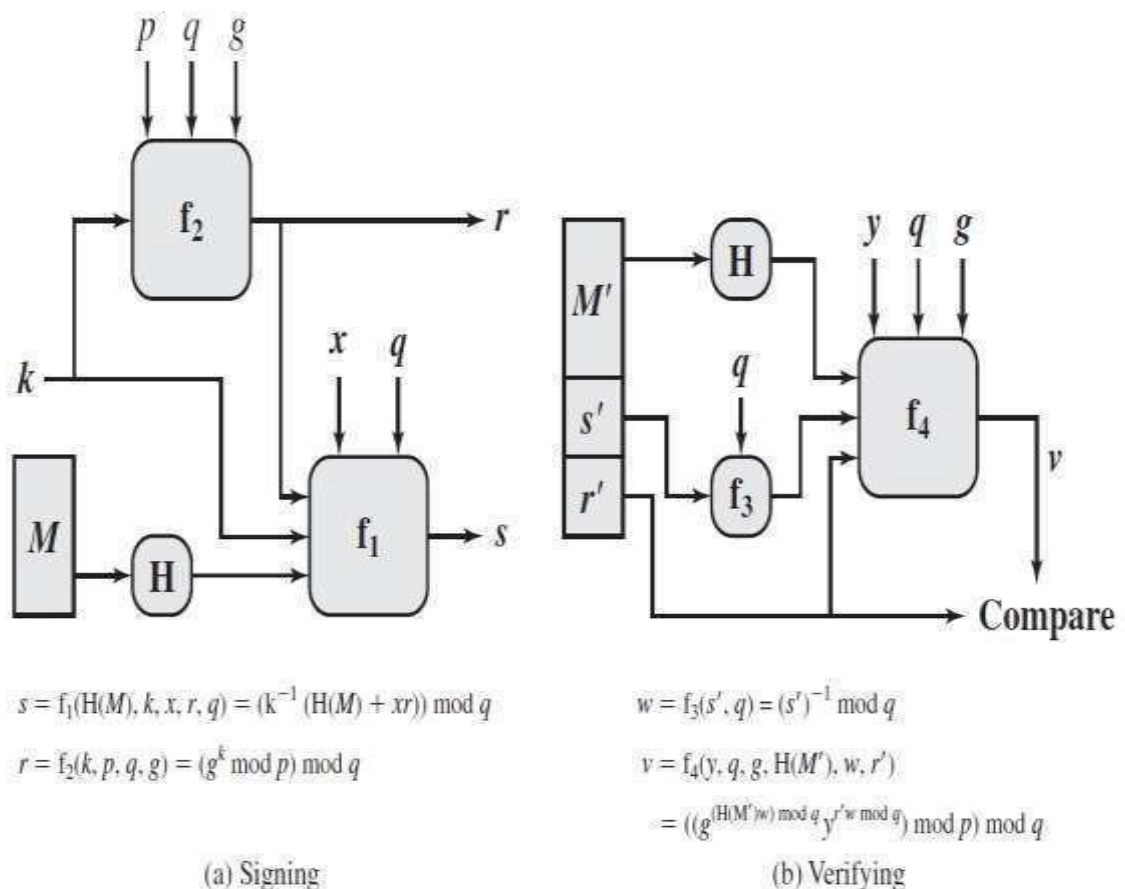 p q g
f₂
r
k
x q
f₁
s
M
H
y q g
H
M′
q
s′
f₄
r′
f₃
v
Compare
s = f₁(H(M), k, x, r, q) = (k⁻¹ (H(M) + xr)) mod q
r = f₂(k, p, q, g) = (gᵏ mod p) mod q
(a) Signing
w = f₃(s′, q) = (s′)⁻¹ mod q
v = f₄(y, q, g, H(M′), w, r′)
= ((g^(H(M′)w) mod q y^r′w mod q) mod p) mod q
(b) Verifying